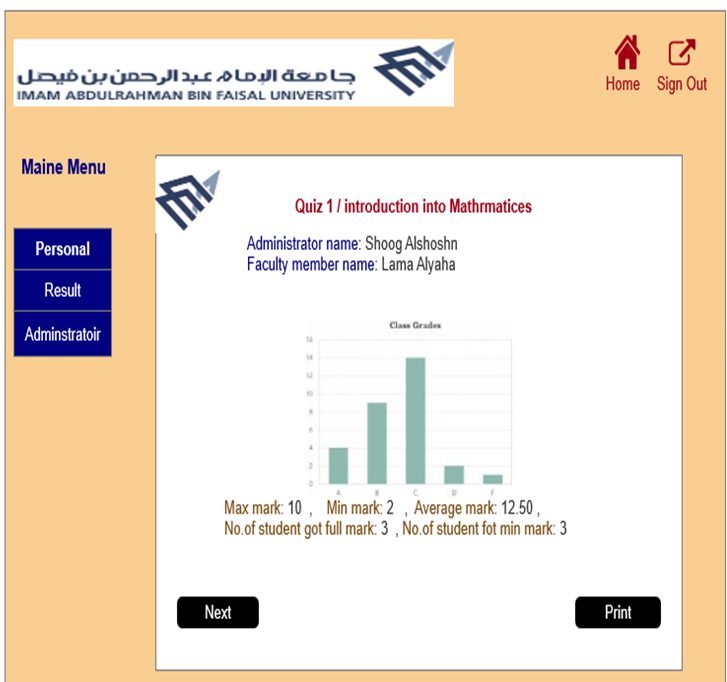 جامعة الإمام عبد الرحمن بن فيصل
IMAM ABDULRAHMAN BIN FAISAL UNIVERSITY
Home
Sign Out
Maine Menu
Personal
Result
Adminstratoir
Quiz 1 / introduction into Mathrmatices
Administrator name: Shoog Alshoshn
Faculty member name: Lama Alyaha
Class Grades
16
14
12
10
8
6
4
2
0
A B C D F
Max mark: 10 , Min mark: 2 , Average mark: 12.50 ,
No.of student got full mark: 3 , No.of student fot min mark: 3
Next
Print